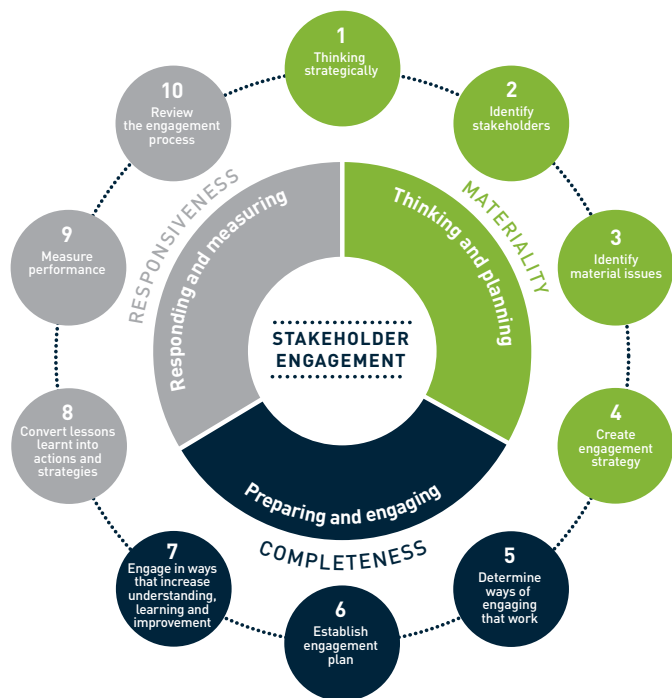 1
Thinking
strategically
2
Identify
stakeholders
3
Identify
material issues
4
Create
engagement
strategy
5
Determine
ways of
engaging
that work
6
Establish
engagement
plan
7
Engage in ways
that increase
understanding,
learning and
improvement
8
Convert lessons
learnt into
actions and
strategies
9
Measure
performance
10
Review
the engagement
process
MATERIALITY
Thinking and planning
COMPLETENESS
Preparing and engaging
RESPONSIVENESS
Responding and measuring
STAKEHOLDER
ENGAGEMENT